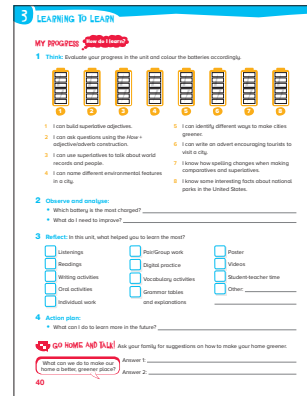 3 LEARNING TO LEARN
MY PROGRESS How do I learn?
1 Think: Evaluate your progress in the unit and colour the batteries accordingly.
1 2 3 4 5 6 7 8
1 I can build superlative adjectives.
2 I can ask questions using the How +
adjective/adverb construction.
3 I can use superlatives to talk about world
records and people.
4 I can name different environmental features
in a city.
5 I can identify different ways to make cities
greener.
6 I can write an advert encouraging tourists to
visit a city.
7 I know how spelling changes when making
comparatives and superlatives.
8 I know some interesting facts about national
parks in the United States.
2 Observe and analyse:
• Which battery is the most charged?
• What do I need to improve?
3 Reflect: In this unit, what helped you to learn the most?
Listenings
Readings
Writing activities
Oral activities
Individual work
Pair/Group work
Digital practice
Vocabulary activities
Grammar tables
and explanations
Poster
Videos
Student-teacher time
Other:
4 Action plan:
• What can I do to learn more in the future?
GO HOME AND TALK! Ask your family for suggestions on how to make your home greener.
What can we do to make our
home a better, greener place?
Answer 1:
Answer 2:
40